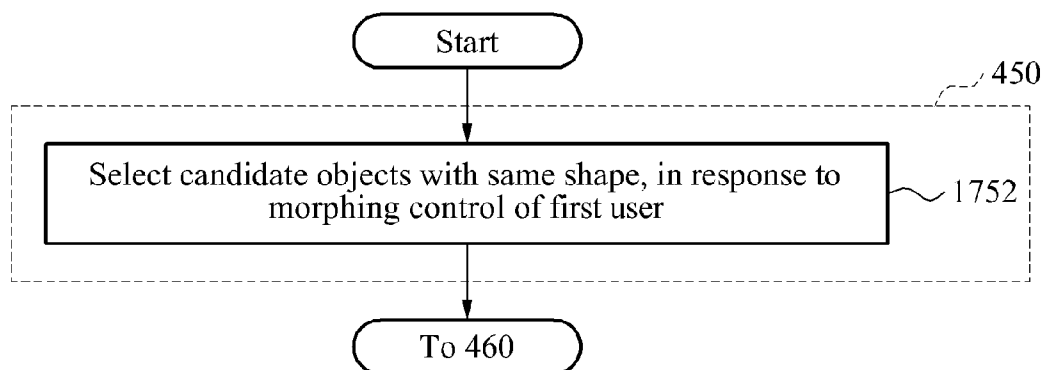 Start
450
Select candidate objects with same shape, in response to
morphing control of first user
1752
To 460